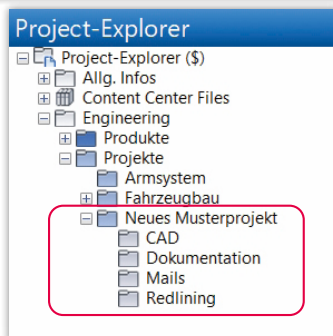 Project-Explorer
Project-Explorer ($)
Allg. Infos
Content Center Files
Engineering
Produkte
Projekte
Armsystem
Fahrzeugbau
Neues Musterprojekt
CAD
Dokumentation
Mails
Redlining